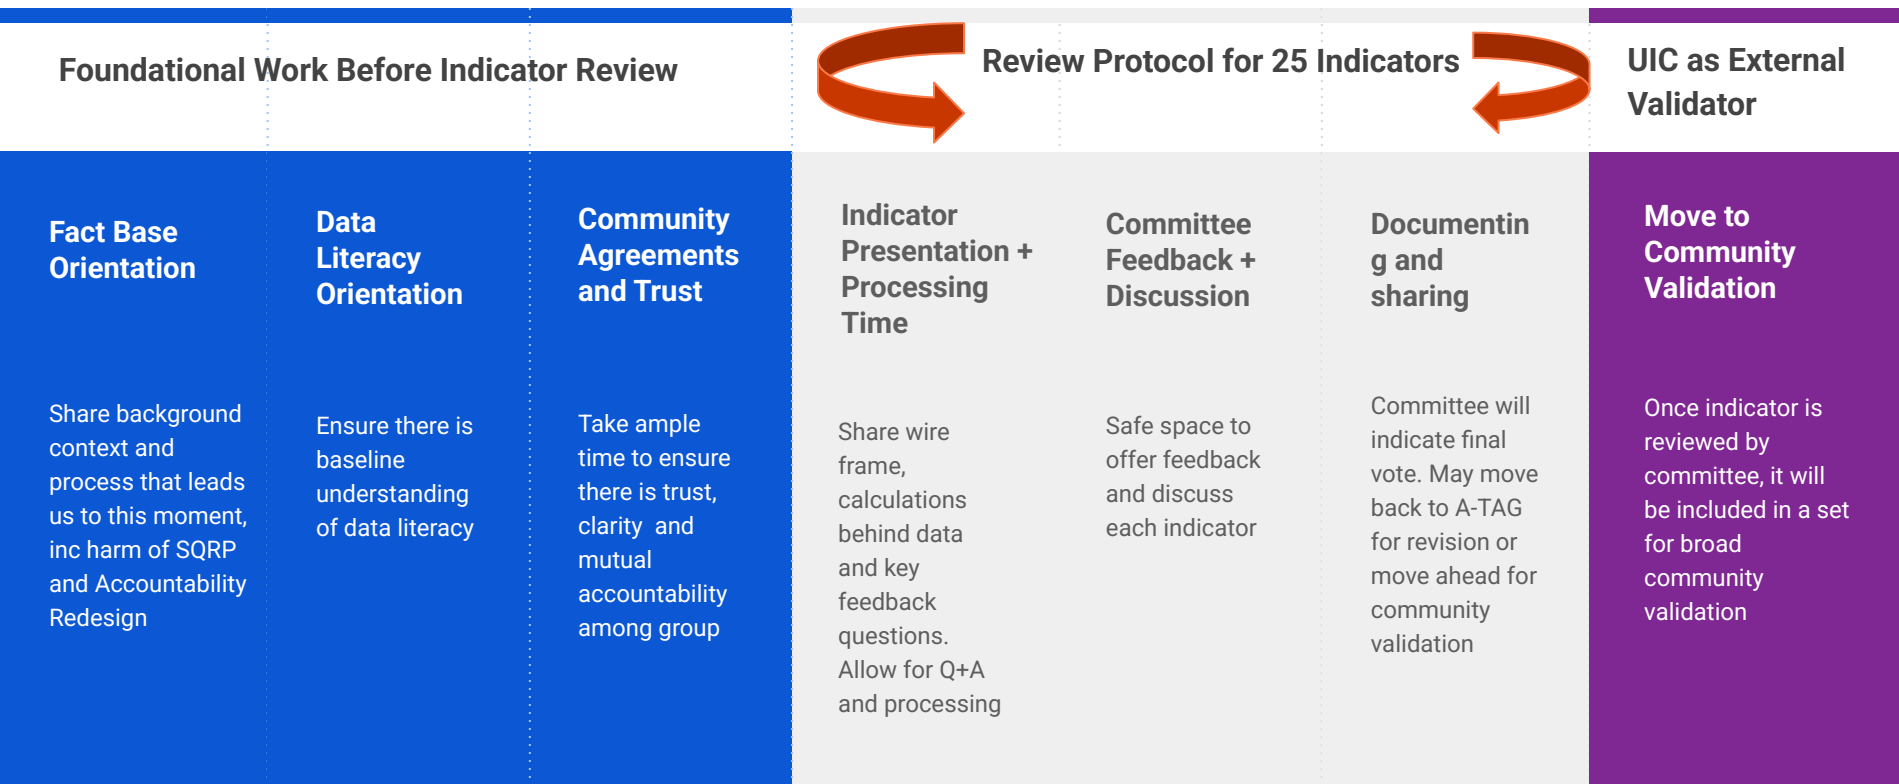 Foundational Work Before Indicator Review
Review Protocol for 25 Indicators
UIC as External
Validator
Fact Base
Orientation
Share background
context and
process that leads
us to this moment,
inc harm of SQRP
and Accountability
Redesign
Data
Literacy
Orientation
Ensure there is
baseline
understanding
of data literacy
Community
Agreements
and Trust
Take ample
time to ensure
there is trust,
clarity  and
mutual
accountability
among group
Indicator
Presentation +
Processing
Time
Share wire
frame,
calculations
behind data
and key
feedback
questions.
Allow for Q+A
and processing
Committee
Feedback +
Discussion
Safe space to
offer feedback
and discuss
each indicator
Documentin
g and
sharing
Committee will
indicate final
vote. May move
back to A-TAG
for revision or
move ahead for
community
validation
Move to
Community
Validation
Once indicator is
reviewed by
committee, it will
be included in a set
for broad
community
validation